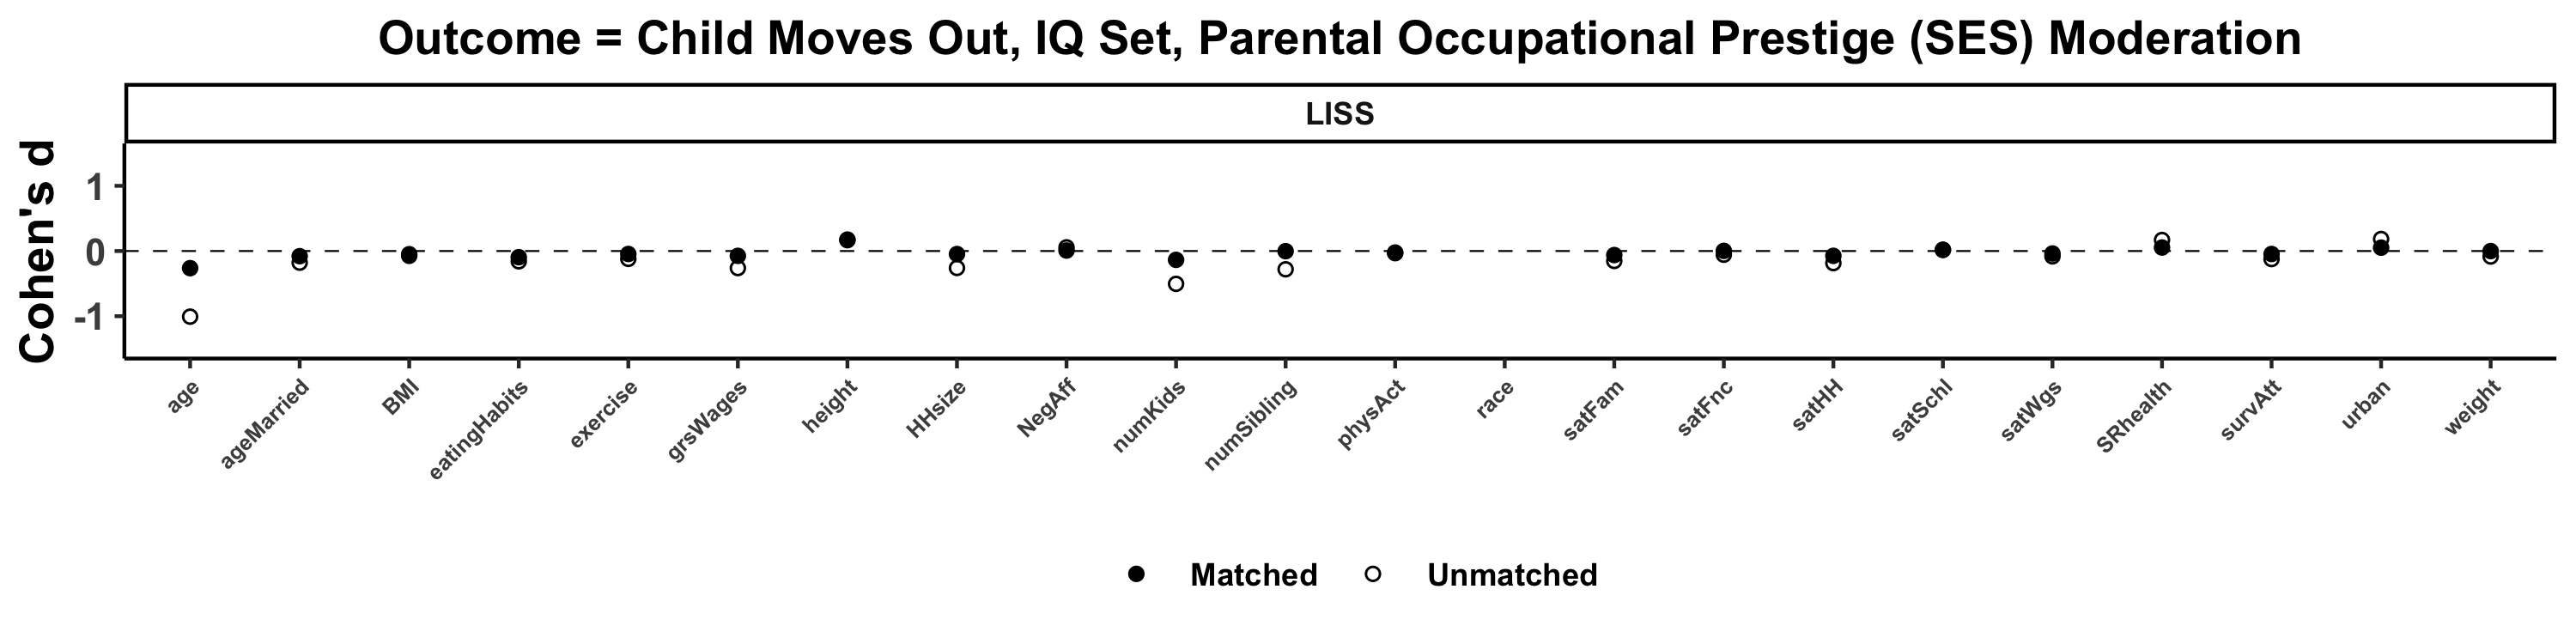 Outcome = Child Moves Out, IQ Set, Parental Occupational Prestige (SES) Moderation
LISS
Cohen's d
1
0
-1
age
ageMarried
BMI
eatingHabits
exercise
grsWages
height
HHsize
NegAff
numKids
numSibling
physAct
race
satFam
satFnc
satHH
satSchl
satWgs
SRhealth
survAtt
urban
weight
Matched
Unmatched